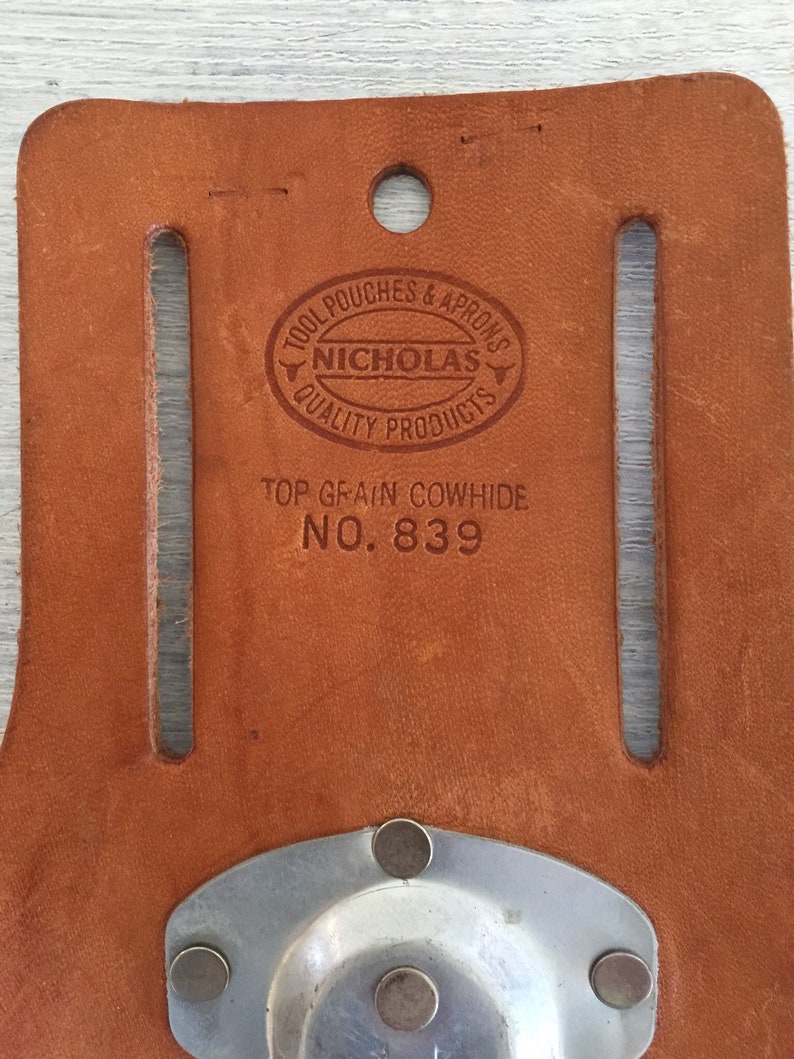 TOOL POUCHES & APRONS
NICHOLAS
QUALITY PRODUCTS
TOP GRAIN COWHIDE
NO. 839